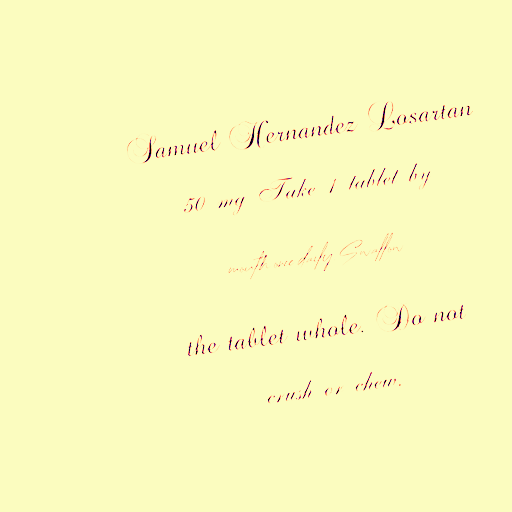 Samuel Hernandez Losartan
50 mg Take 1 tablet by
mouth once daily
the tablet whole. Do not
crush or chew.